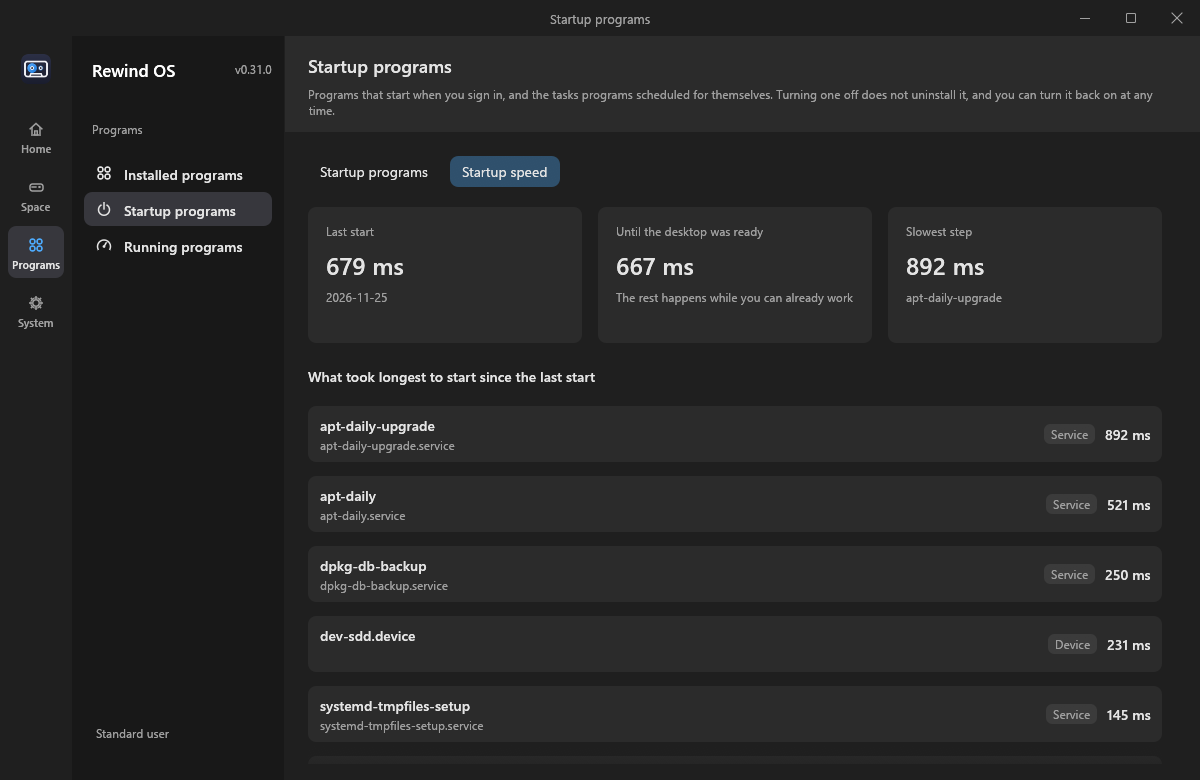 Startup programs
Rewind OS
v0.31.0
Home
Space
Programs
System
Programs
Installed programs
Startup programs
Running programs
Standard user
Startup programs
Programs that start when you sign in, and the tasks programs scheduled for themselves. Turning one off does not uninstall it, and you can turn it back on at any
time.
Startup programs
Startup speed
Last start
679 ms
2026-11-25
Until the desktop was ready
667 ms
The rest happens while you can already work
Slowest step
892 ms
apt-daily-upgrade
What took longest to start since the last start
apt-daily-upgrade
apt-daily-upgrade.service
Service
892 ms
apt-daily
apt-daily.service
Service
521 ms
dpkg-db-backup
dpkg-db-backup.service
Service
250 ms
dev-sdd.device
Device
231 ms
systemd-tmpfiles-setup
systemd-tmpfiles-setup.service
Service
145 ms